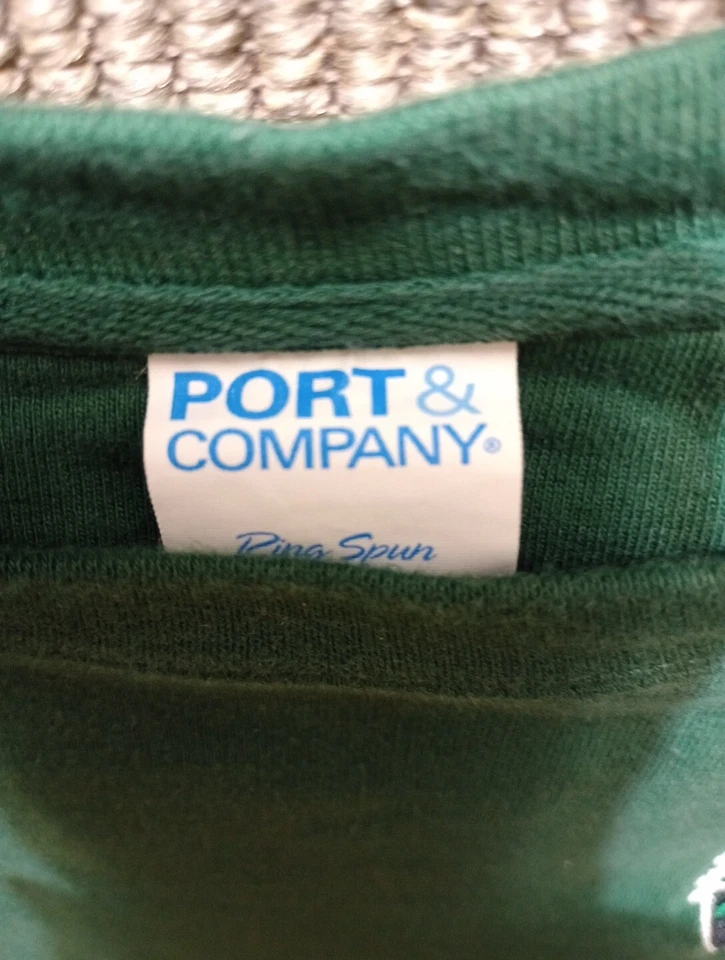 PORT &
COMPANY®
Ring Spun